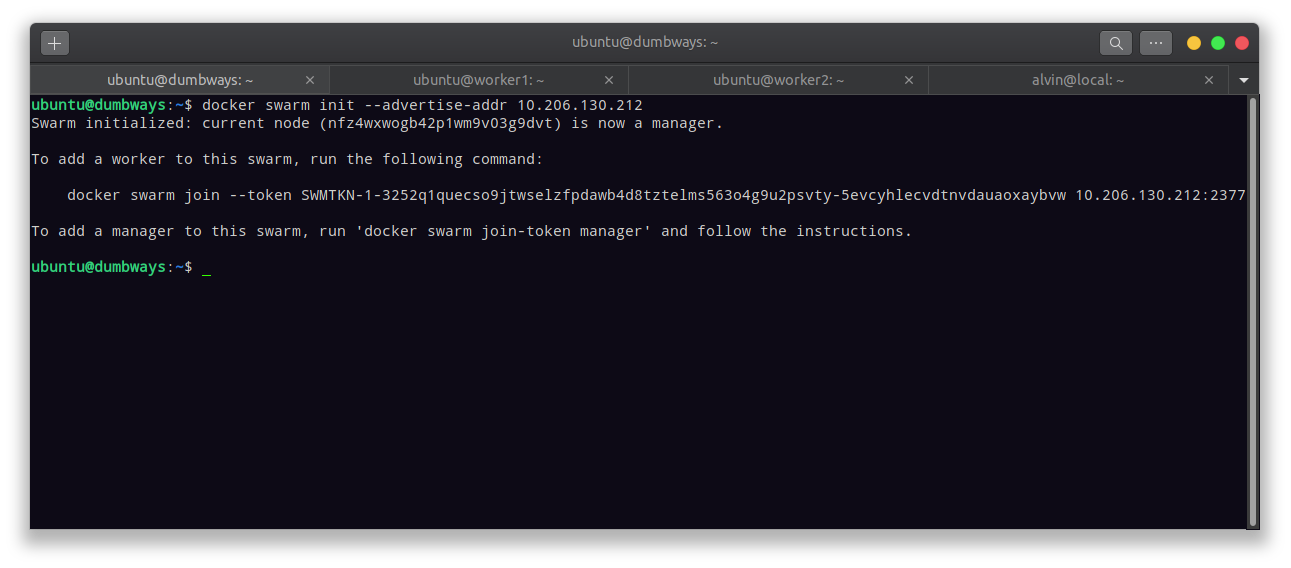 ubuntu@dumbways: ~
ubuntu@dumbways: ~ ubuntu@worker1: ~ ubuntu@worker2: ~ alvin@local: ~
ubuntu@dumbways:~$ docker swarm init --advertise-addr 10.206.130.212
Swarm initialized: current node (nfz4wxwogb42p1wm9v03g9dvt) is now a manager.
To add a worker to this swarm, run the following command:
docker swarm join --token SWMTKN-1-3252q1quecso9jtwselzfpdawb4d8tztelms563o4g9u2psvty-5evcyhlecvdtnvdauaoxaybvw 10.206.130.212:2377
To add a manager to this swarm, run 'docker swarm join-token manager' and follow the instructions.
ubuntu@dumbways:~$ _